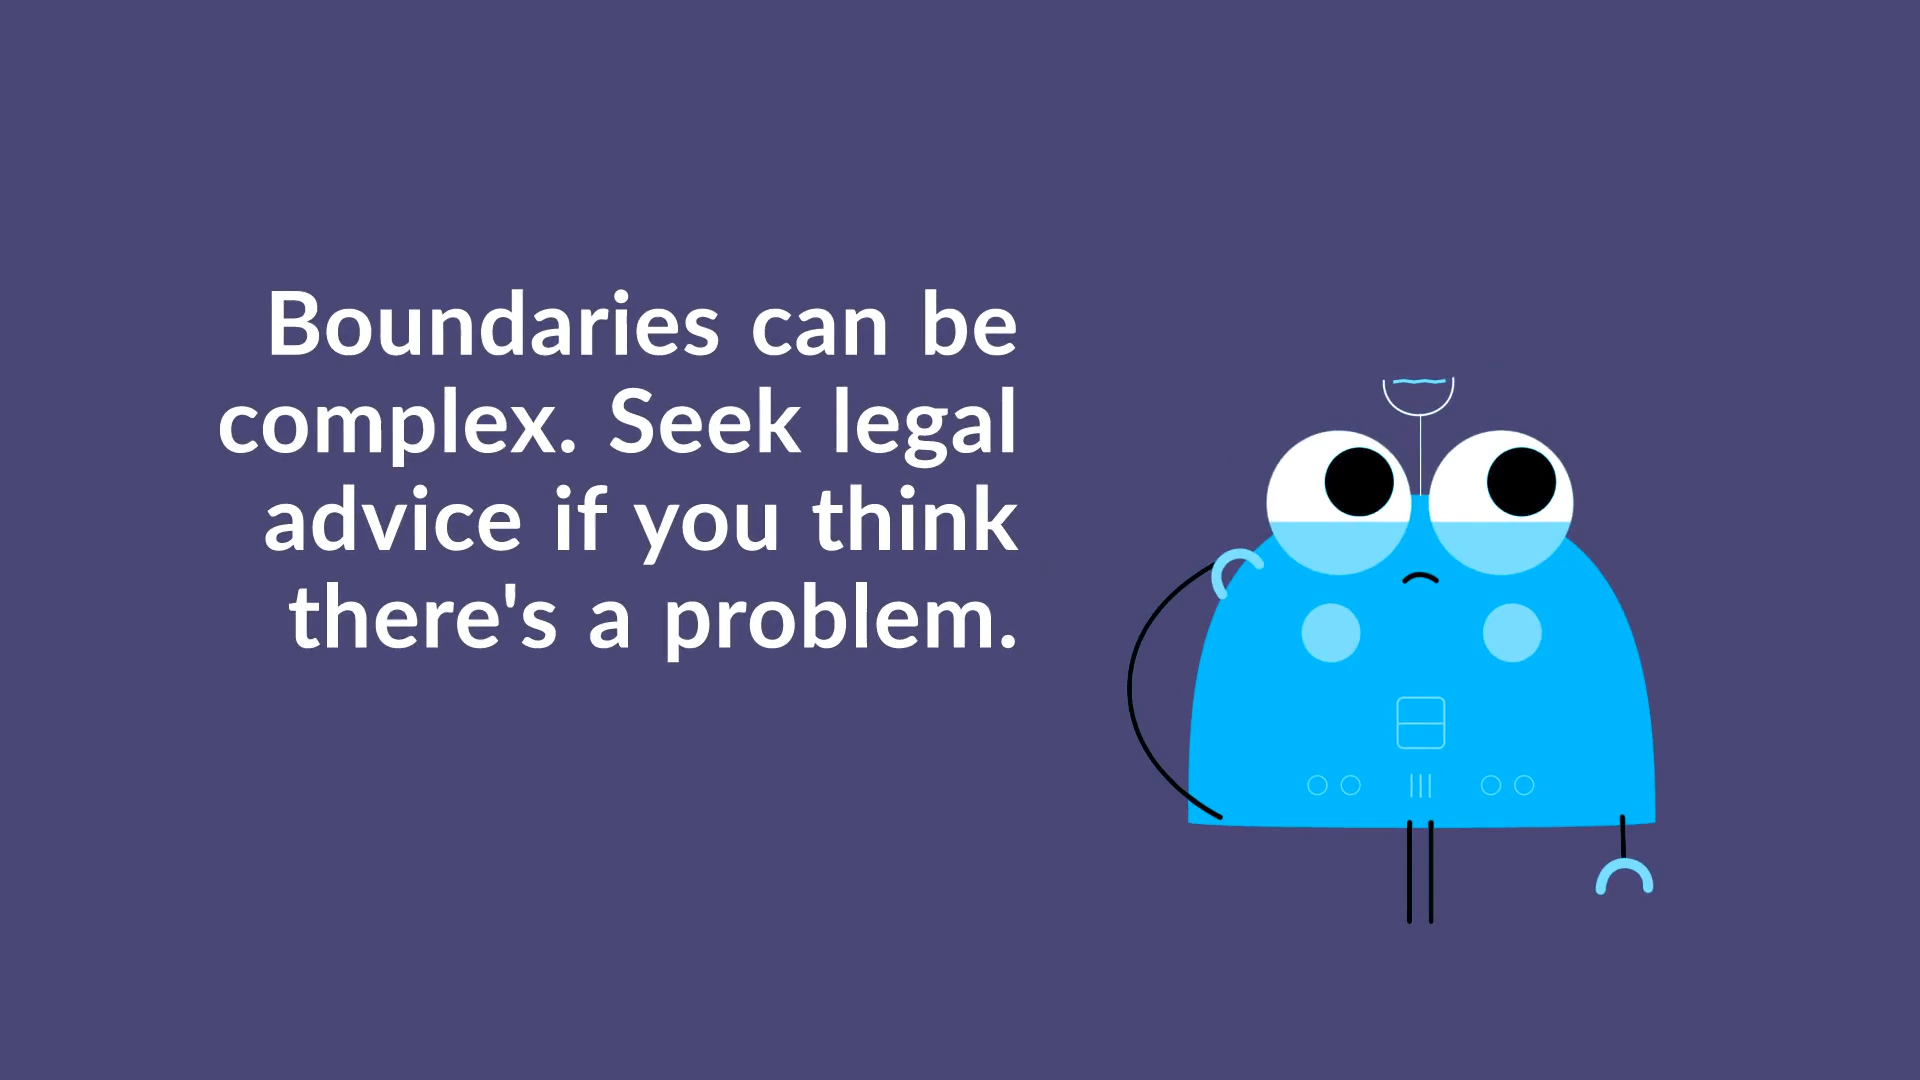 Boundaries can be
complex. Seek legal
advice if you think
there's a problem.